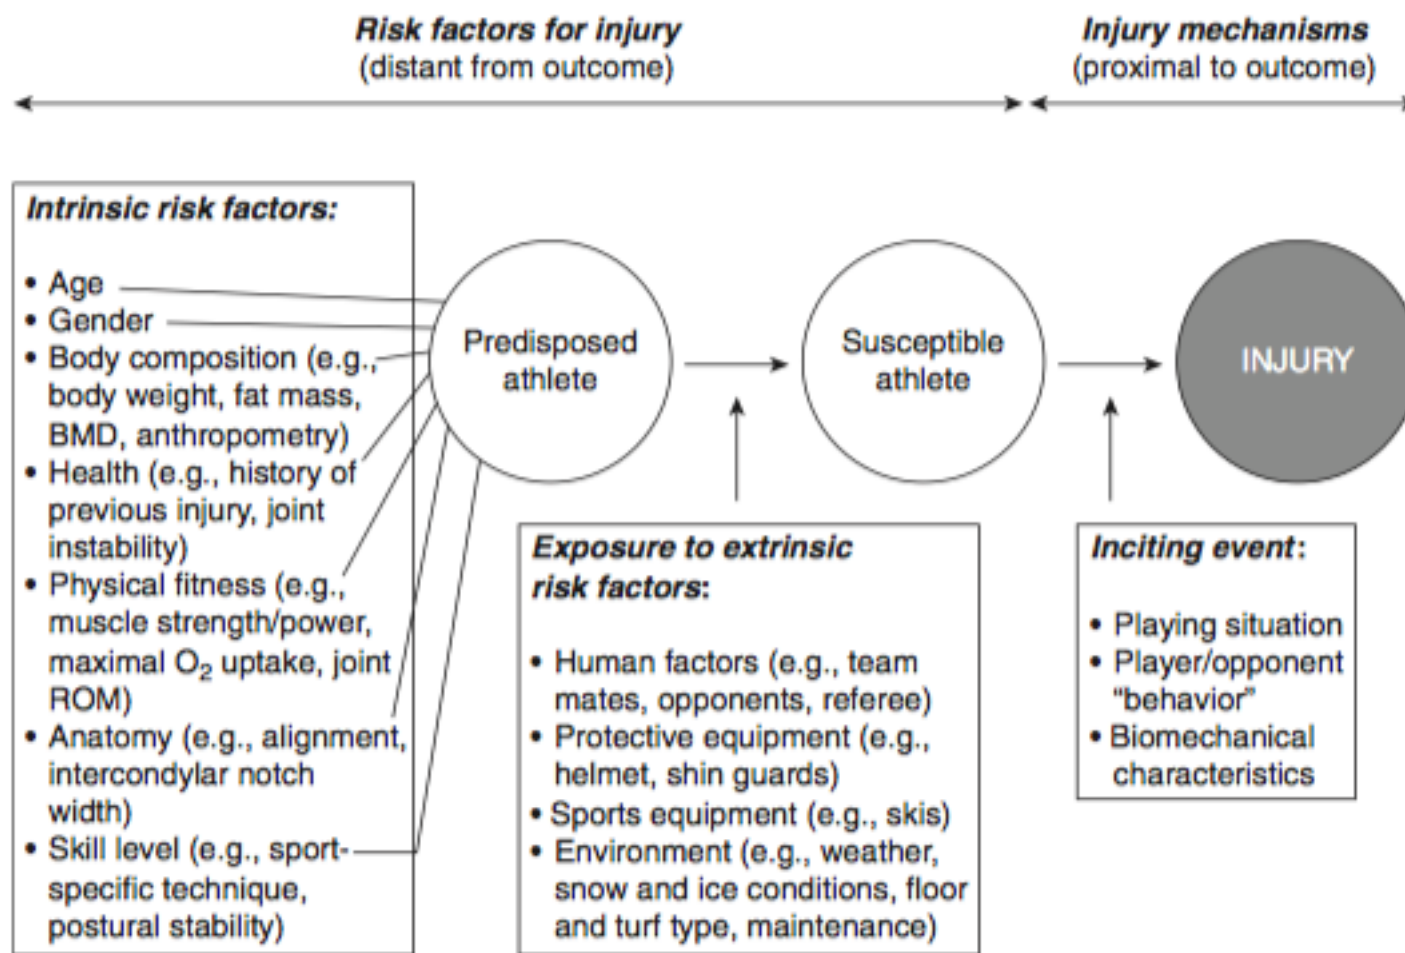 Risk factors for injury
(distant from outcome)
Injury mechanisms
(proximal to outcome)
Intrinsic risk factors:
• Age
• Gender
• Body composition (e.g.,
body weight, fat mass,
BMD, anthropometry)
• Health (e.g., history of
previous injury, joint
instability)
• Physical fitness (e.g.,
muscle strength/power,
maximal O₂ uptake, joint
ROM)
• Anatomy (e.g., alignment,
intercondylar notch
width)
• Skill level (e.g., sport-
specific technique,
postural stability)
Predisposed
athlete
Susceptible
athlete
INJURY
Exposure to extrinsic
risk factors:
• Human factors (e.g., team
mates, opponents, referee)
• Protective equipment (e.g.,
helmet, shin guards)
• Sports equipment (e.g., skis)
• Environment (e.g., weather,
snow and ice conditions, floor
and turf type, maintenance)
Inciting event:
• Playing situation
• Player/opponent
“behavior”
• Biomechanical
characteristics